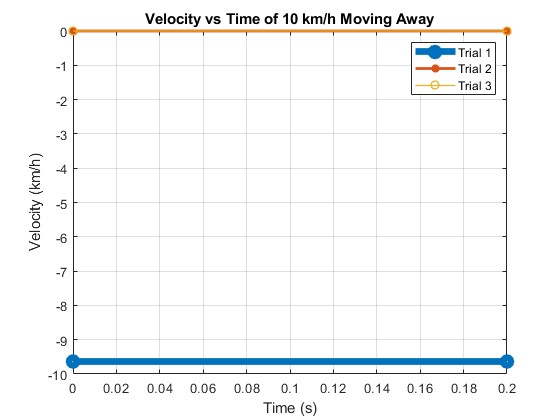 Velocity vs Time of 10 km/h Moving Away
Trial 1
Trial 2
Trial 3
0
-1
-2
-3
-4
-5
-6
-7
-8
-9
-10
Velocity (km/h)
0 0.02 0.04 0.06 0.08 0.1 0.12 0.14 0.16 0.18 0.2
Time (s)